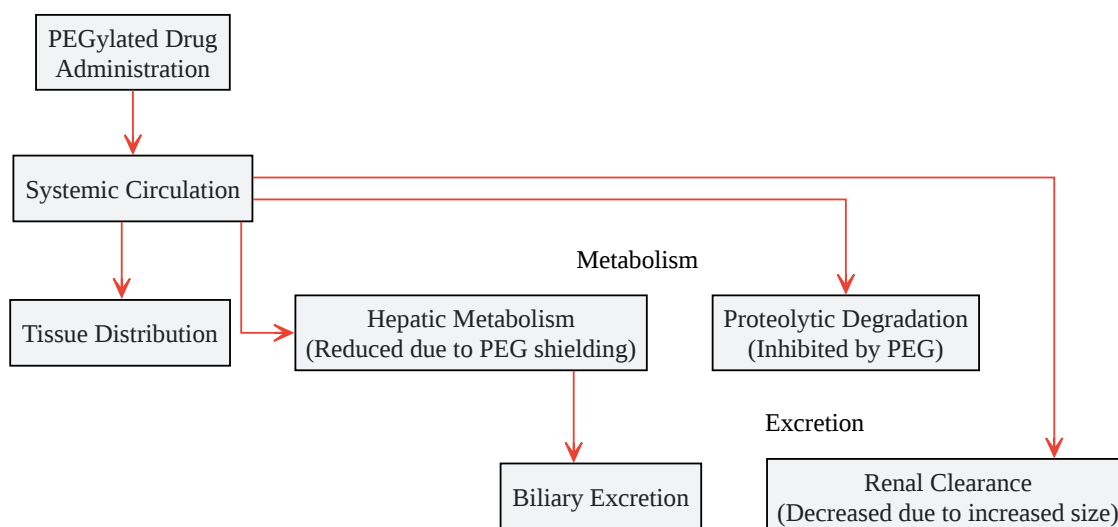 PEGylated Drug
Administration
Systemic Circulation
Metabolism
Tissue Distribution
Hepatic Metabolism
(Reduced due to PEG shielding)
Proteolytic Degradation
(Inhibited by PEG)
Excretion
Biliary Excretion
Renal Clearance
(Decreased due to increased size)